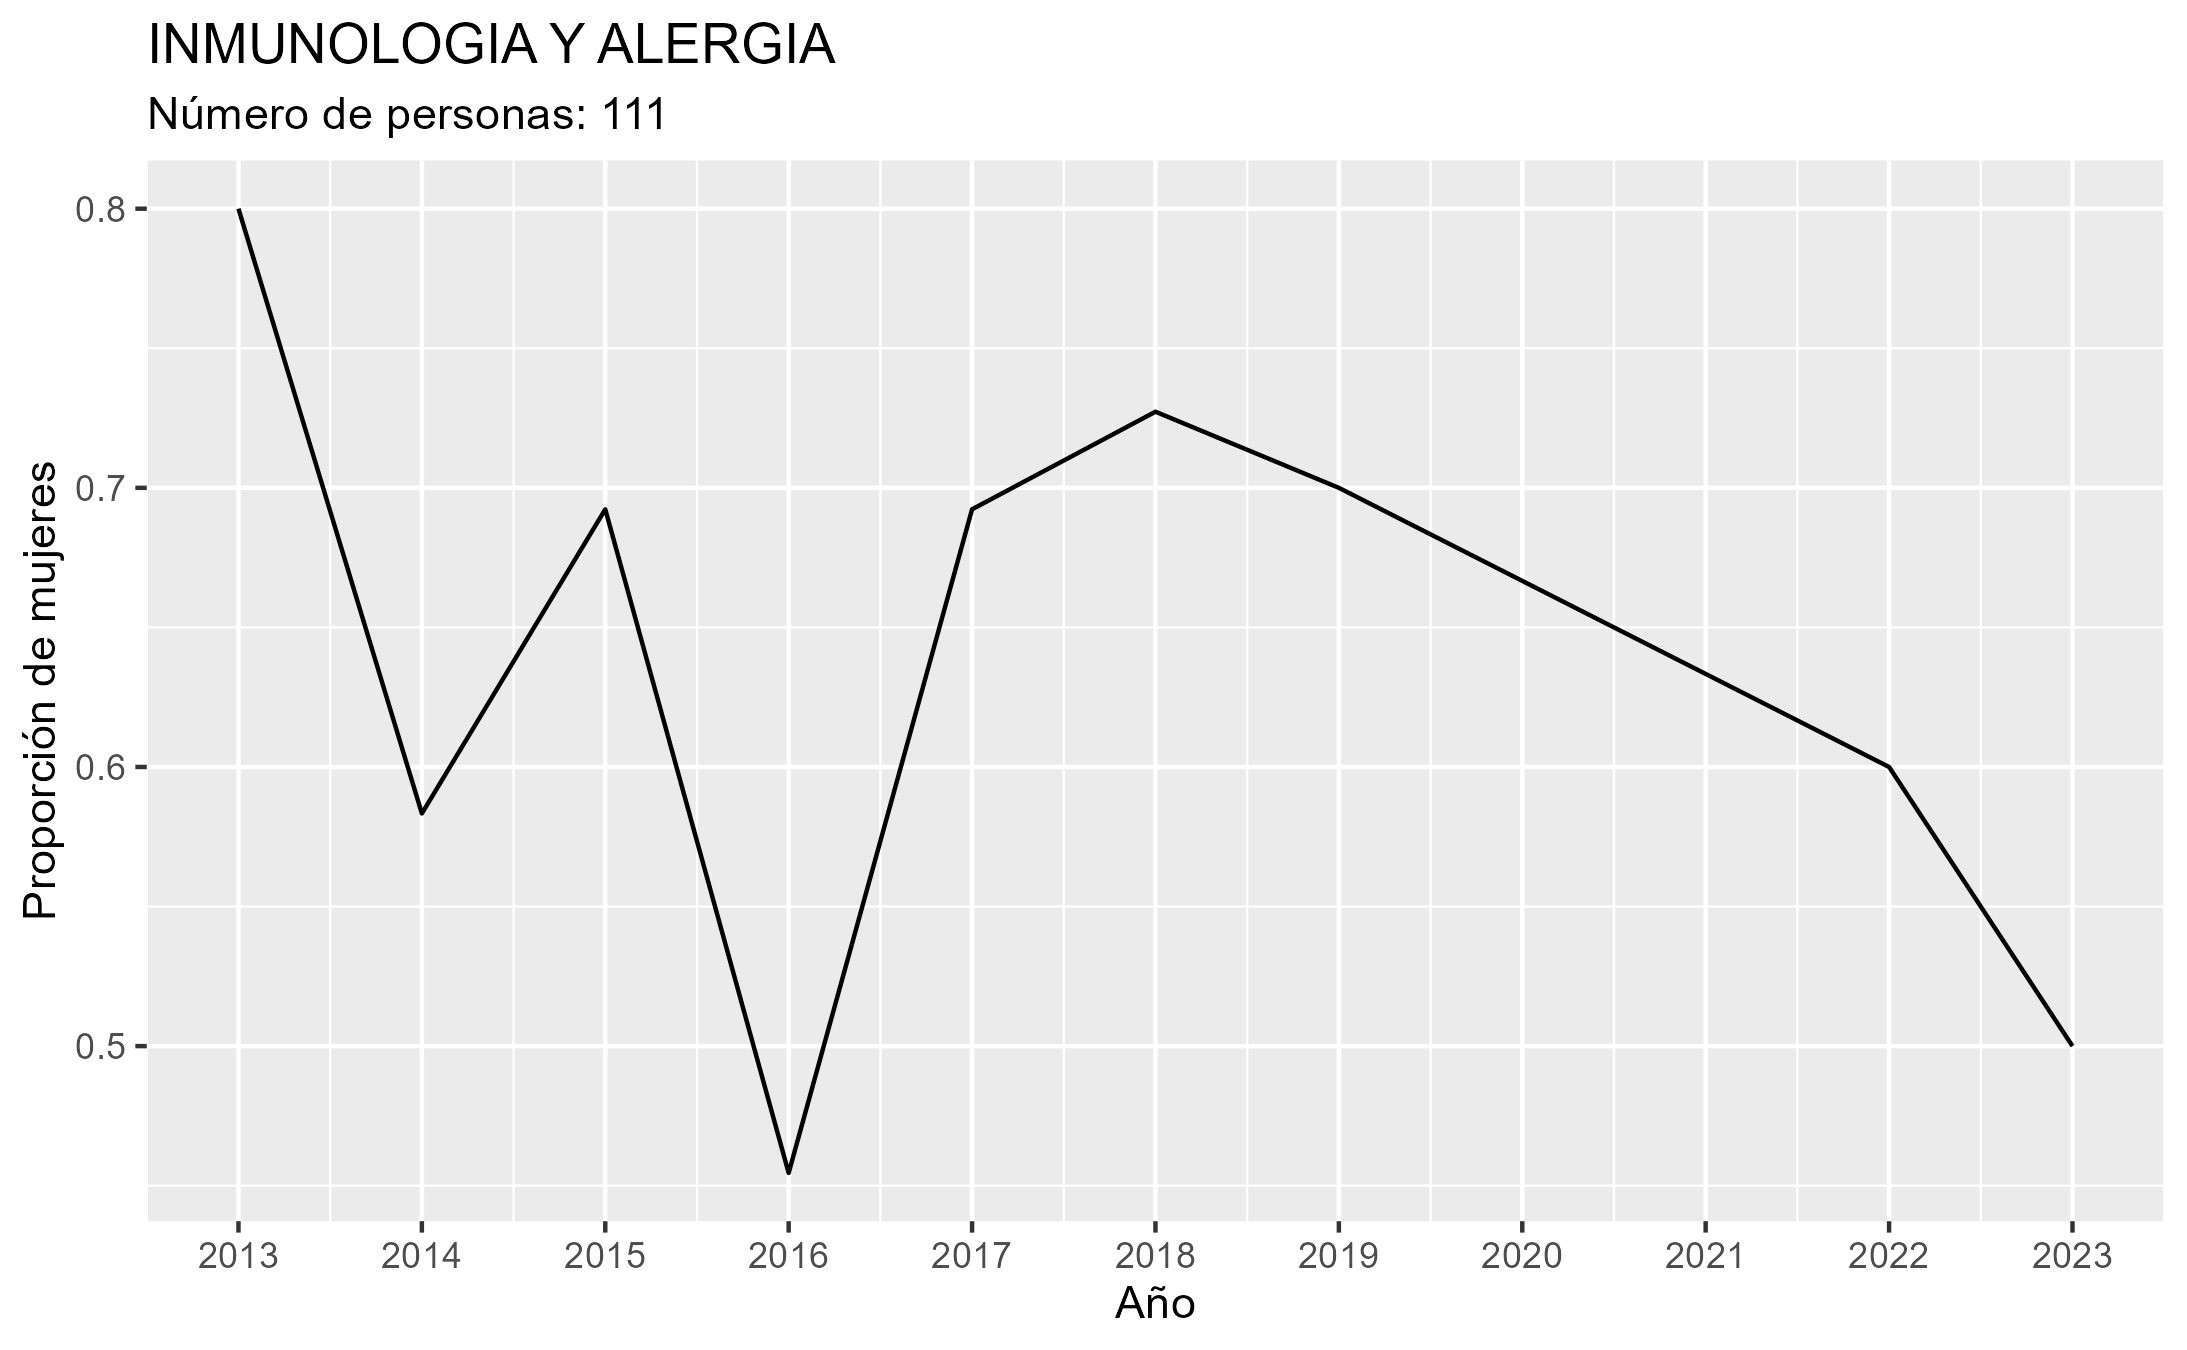 INMUNOLOGIA Y ALERGIA
Número de personas: 111
Proporción de mujeres
0.8
0.7
0.6
0.5
2013 2014 2015 2016 2017 2018 2019 2020 2021 2022 2023
Año